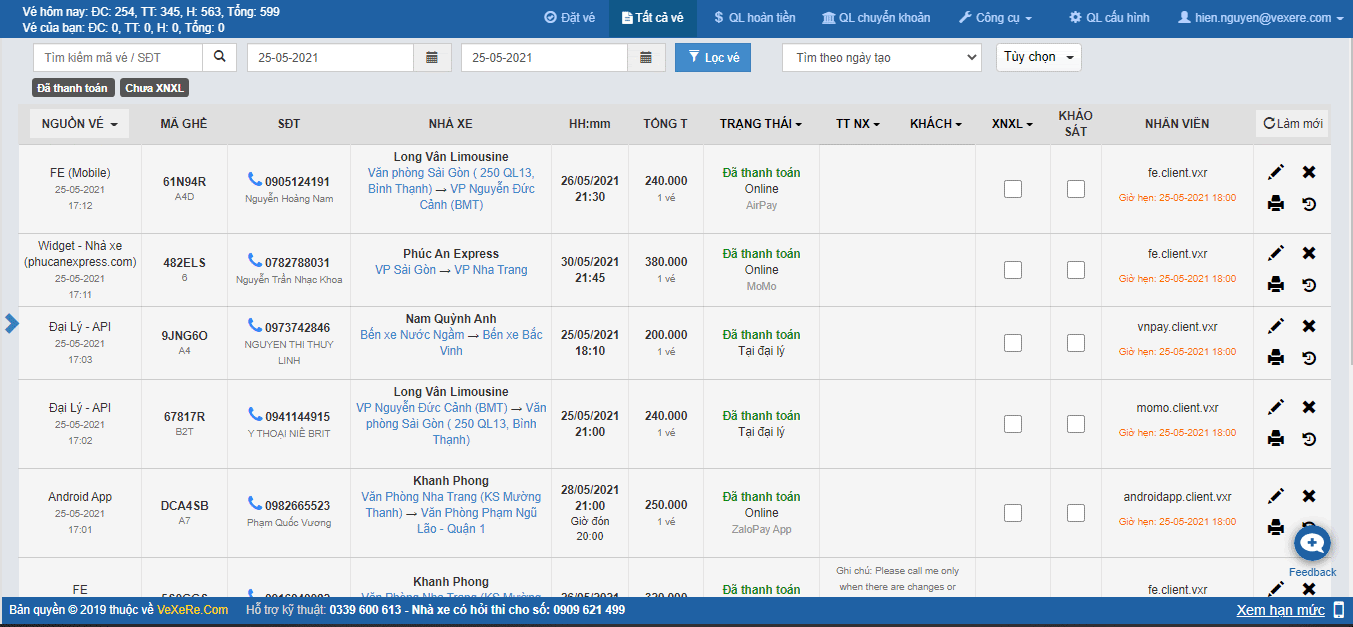 Vé hôm nay: ĐC: 254, TT: 345, H: 563, Tổng: 599
Vé của bạn: ĐC: 0, TT: 0, H: 0, Tổng: 0
Đặt vé
Tất cả vé
$ QL hoàn tiền
QL chuyển khoản
Công cụ
QL cấu hình
hien.nguyen@vexere.com
Tìm kiếm mã vé / SĐT
25-05-2021
25-05-2021
Lọc vé
Tìm theo ngày tạo
Tùy chọn
Đã thanh toán
Chưa XNXL
NGUỒN VÉ
MÃ GHẾ
SĐT
NHÀ XE
HH:mm
TỔNG T
TRẠNG THÁI
TT NX
KHÁCH
XNXL
KHẢO
SÁT
NHÂN VIÊN
Làm mới
FE (Mobile)
25-05-2021
17:12
61N94R
A4D
0905124191
Nguyễn Hoàng Nam
Long Vân Limousine
Văn phòng Sài Gòn ( 250 QL13,
Bình Thạnh) → VP Nguyễn Đức
Cảnh (BMT)
26/05/2021
21:30
240.000
1 vé
Đã thanh toán
Online
AirPay
fe.client.vxr
Giờ hẹn: 25-05-2021 18:00
Widget - Nhà xe
(phucanexpress.com)
25-05-2021
17:11
482ELS
6
0782788031
Nguyễn Trần Nhạc Khoa
Phúc An Express
VP Sài Gòn → VP Nha Trang
30/05/2021
21:45
380.000
1 vé
Đã thanh toán
Online
MoMo
fe.client.vxr
Giờ hẹn: 25-05-2021 18:00
Đại Lý - API
25-05-2021
17:03
9JNG6O
A4
0973742846
NGUYEN THI THUY
LINH
Nam Quỳnh Anh
Bến xe Nước Ngầm → Bến xe Bắc
Vinh
25/05/2021
18:10
200.000
1 vé
Đã thanh toán
Tại đại lý
vnpay.client.vxr
Giờ hẹn: 25-05-2021 18:00
Đại Lý - API
25-05-2021
17:02
67817R
B2T
0941144915
Y THOẠI NIÊ BRIT
Long Vân Limousine
VP Nguyễn Đức Cảnh (BMT) → Văn
phòng Sài Gòn ( 250 QL13, Bình
Thạnh)
25/05/2021
21:00
240.000
1 vé
Đã thanh toán
Tại đại lý
momo.client.vxr
Giờ hẹn: 25-05-2021 18:00
Android App
25-05-2021
17:01
DCA4SB
A7
0982665523
Phạm Quốc Vương
Khanh Phong
Văn Phòng Nha Trang (KS Mường
Thanh) → Văn Phòng Phạm Ngũ
Lão - Quận 1
28/05/2021
21:00
Giờ đón
20:00
250.000
1 vé
Đã thanh toán
Online
ZaloPay App
androidapp.client.vxr
Giờ hẹn: 25-05-2021 18:00
FE
Khanh Phong
Đã thanh toán
Ghi chú: Please call me only
when there are changes or
fe.client.vxr
Feedback
Bản quyền © 2019 thuộc về VeXeRe.Com
Hỗ trợ kỹ thuật: 0339 600 613 - Nhà xe có hỏi thì cho số: 0909 621 499
Xem hạn mức